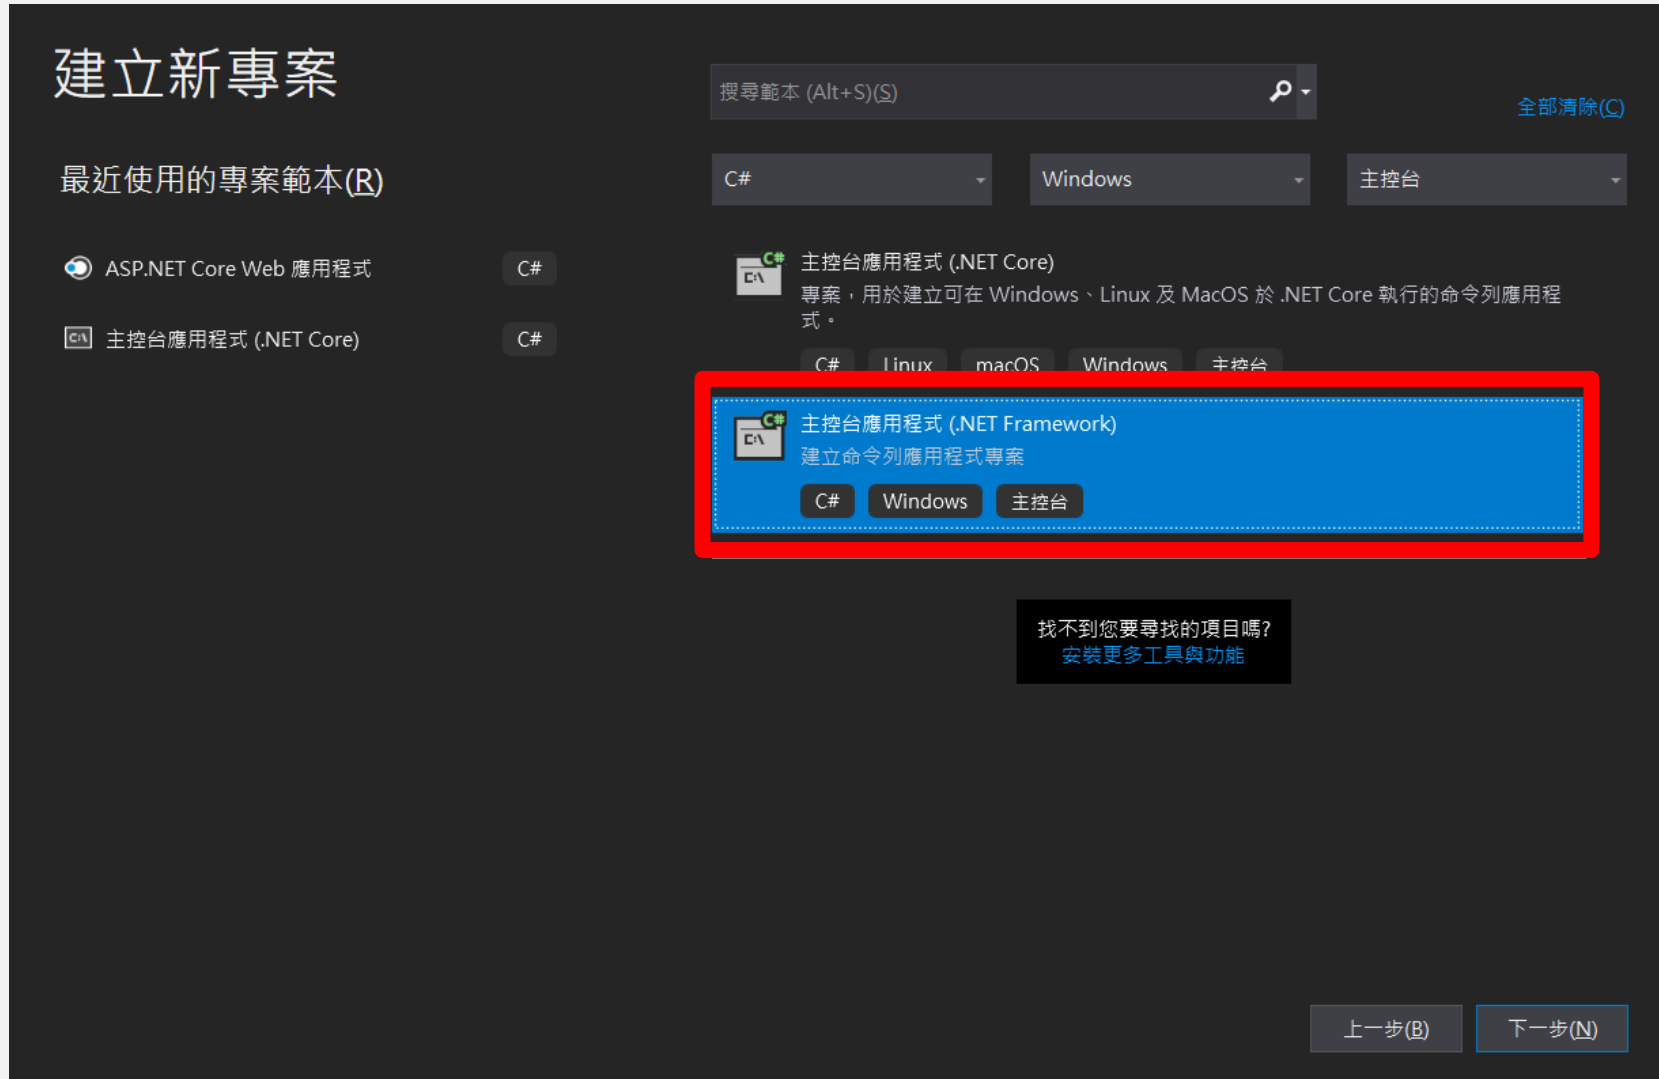 建立新專案
搜尋範本 (Alt+S)(S)
全部清除(C)
最近使用的專案範本(R)
C#
Windows
主控台
ASP.NET Core Web 應用程式
C#
主控台應用程式 (.NET Core)
C#
C#
主控台應用程式 (.NET Core)
專案，用於建立可在 Windows、Linux 及 MacOS 於 .NET Core 執行的命令列應用程
式。
C# Linux macOS Windows 主控台
C#
主控台應用程式 (.NET Framework)
建立命令列應用程式專案
C# Windows 主控台
找不到您要尋找的項目嗎?
安裝更多工具與功能
上一步(B)
下一步(N)